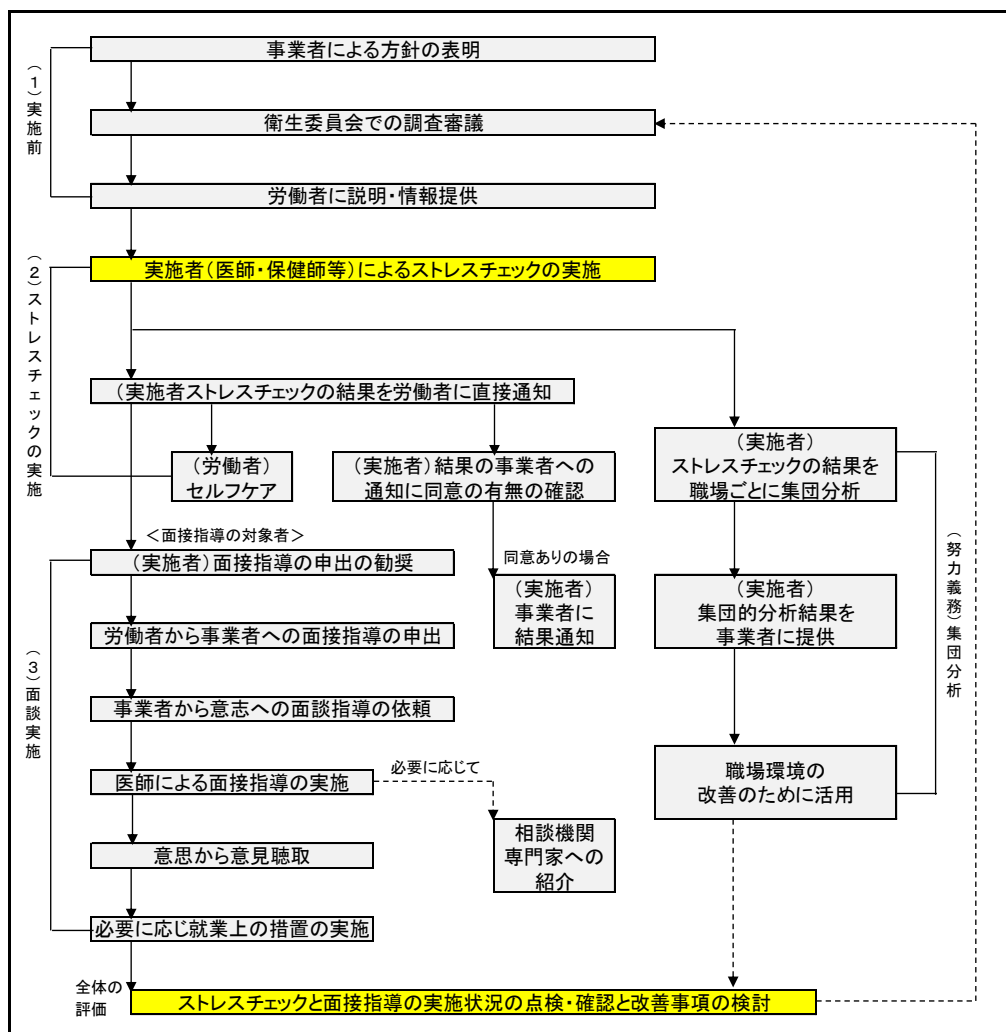 (1)実施前
事業者による方針の表明
衛生委員会での調査審議
労働者に説明・情報提供
(2)ストレスチェックの実施
実施者(医師・保健師等)によるストレスチェックの実施
(実施者ストレスチェックの結果を労働者に直接通知
(労働者)
セルフケア
(実施者)結果の事業者への
通知に同意の有無の確認
(実施者)
ストレスチェックの結果を
職場ごとに集団分析
<面接指導の対象者>
(実施者)面接指導の申出の勧奨
同意ありの場合
(実施者)
事業者に
結果通知
(実施者)
集団的分析結果を
事業者に提供
(努力義務)集団分析
(3)面談実施
労働者から事業者への面接指導の申出
事業者から意志への面談指導の依頼
医師による面接指導の実施
必要に応じて
職場環境の
改善のために活用
相談機関
専門家への
紹介
意思から意見聴取
必要に応じ就業上の措置の実施
全体の
評価
ストレスチェックと面接指導の実施状況の点検・確認と改善事項の検討